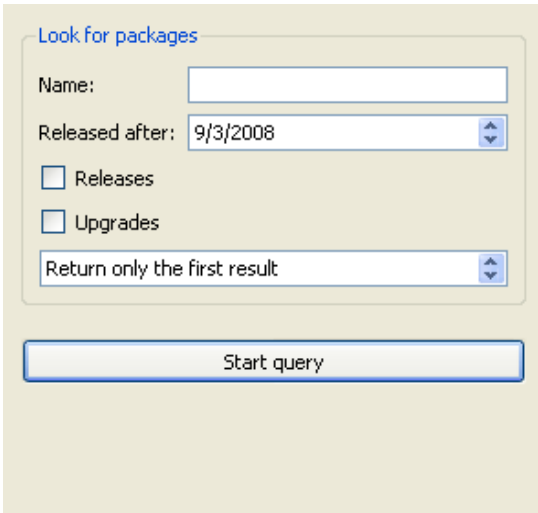 Look for packages
Name:
Released after: 9/3/2008
Releases
Upgrades
Return only the first result
Start query